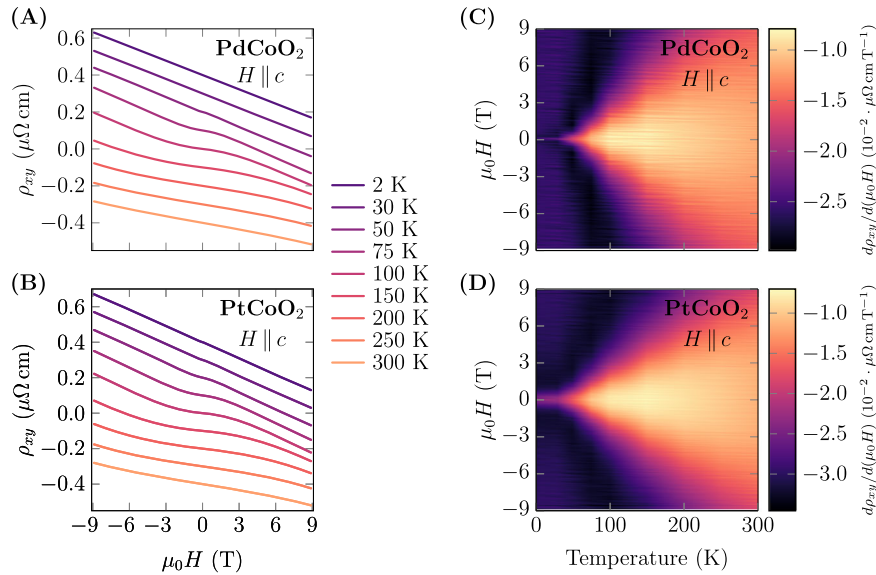 (A)
PdCoO₂
H ∥ c
ρxy (μΩ cm)
0.6
0.4
0.2
0.0
−0.2
−0.4
(B)
PtCoO₂
H ∥ c
ρxy (μΩ cm)
0.6
0.4
0.2
0.0
−0.2
−0.4
−9 −6 −3 0 3 6 9
μ₀H (T)
2 K
30 K
50 K
75 K
100 K
150 K
200 K
250 K
300 K
(C)
PdCoO₂
H ∥ c
μ₀H (T)
9
6
3
0
−3
−6
−9
−1.0
−1.5
−2.0
−2.5
dρxy/d(μ₀H) (10⁻² · μΩ cm T⁻¹)
(D)
PtCoO₂
H ∥ c
μ₀H (T)
9
6
3
0
−3
−6
−9
0 100 200 300
Temperature (K)
−1.0
−1.5
−2.0
−2.5
−3.0
dρxy/d(μ₀H) (10⁻² · μΩ cm T⁻¹)